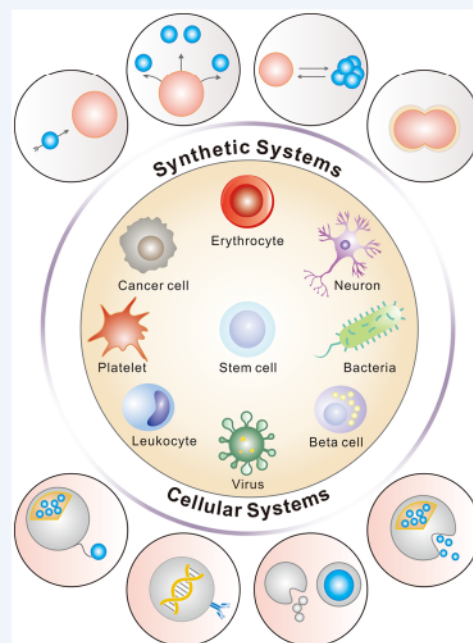 Synthetic Systems
Erythrocyte
Cancer cell
Neuron
Platelet
Stem cell
Bacteria
Leukocyte
Beta cell
Virus
Cellular Systems